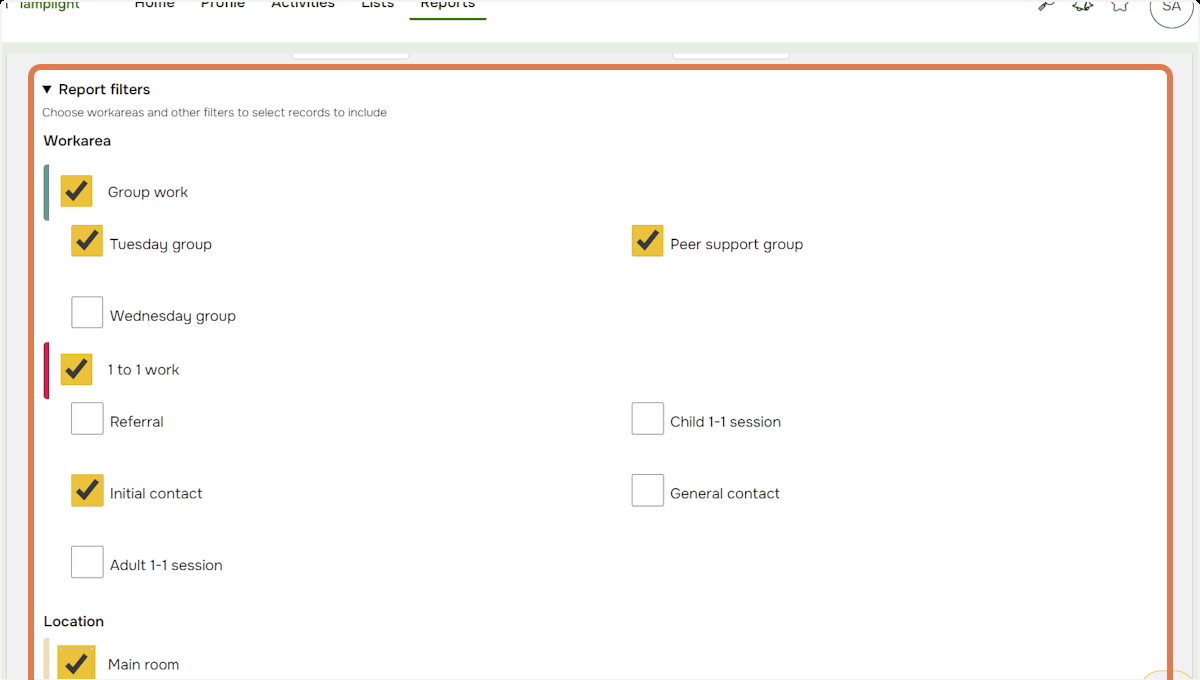 lamplight Home Profile Activities Lists Reports SA
▼ Report filters
Choose workareas and other filters to select records to include
Workarea
Group work
Tuesday group Peer support group
Wednesday group
1 to 1 work
Referral Child 1-1 session
Initial contact General contact
Adult 1-1 session
Location
Main room